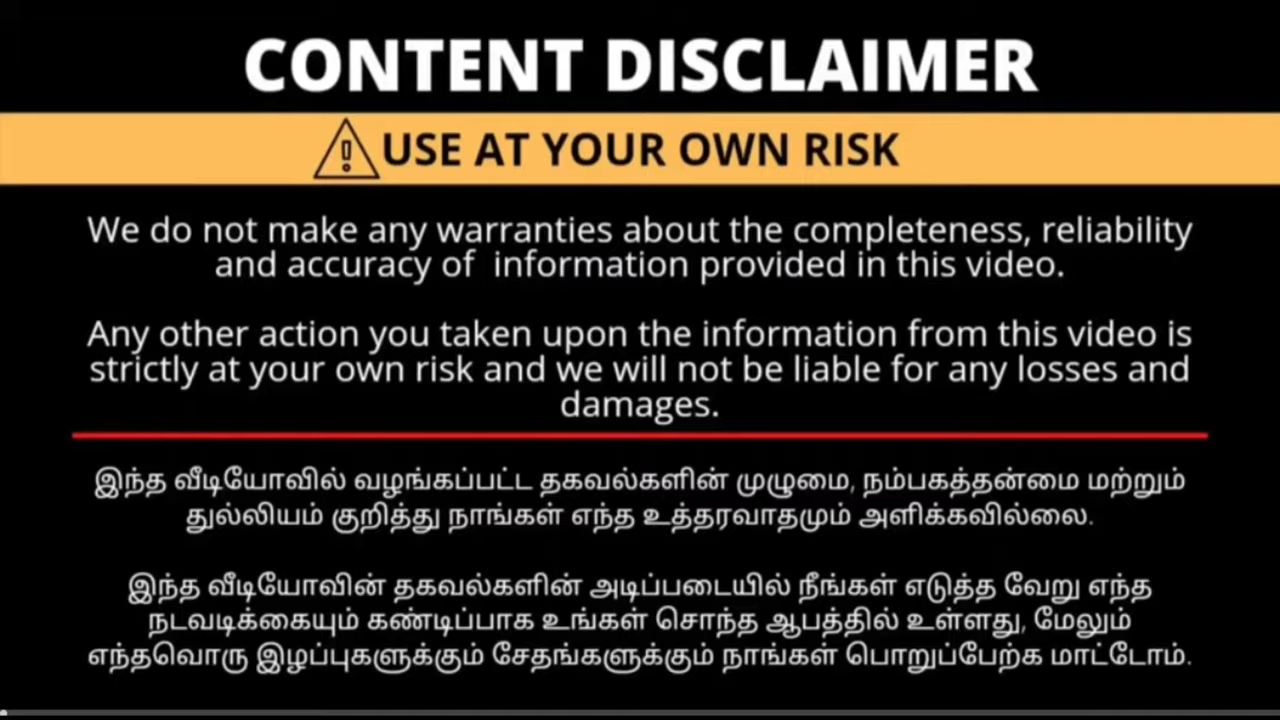 CONTENT DISCLAIMER
USE AT YOUR OWN RISK
We do not make any warranties about the completeness, reliability
and accuracy of information provided in this video.
Any other action you taken upon the information from this video is
strictly at your own risk and we will not be liable for any losses and
damages.
இந்த வீடியோவில் வழங்கப்பட்ட தகவல்களின் முழுமை, நம்பகத்தன்மை மற்றும்
துல்லியம் குறித்து நாங்கள் எந்த உத்தரவாதமும் அளிக்கவில்லை.
இந்த வீடியோவின் தகவல்களின் அடிப்படையில் நீங்கள் எடுத்த வேறு எந்த
நடவடிக்கையும் கண்டிப்பாக உங்கள் சொந்த ஆபத்தில் உள்ளது, மேலும்
எந்தவொரு இழப்புகளுக்கும் சேதங்களுக்கும் நாங்கள் பொறுப்பேற்க மாட்டோம்.